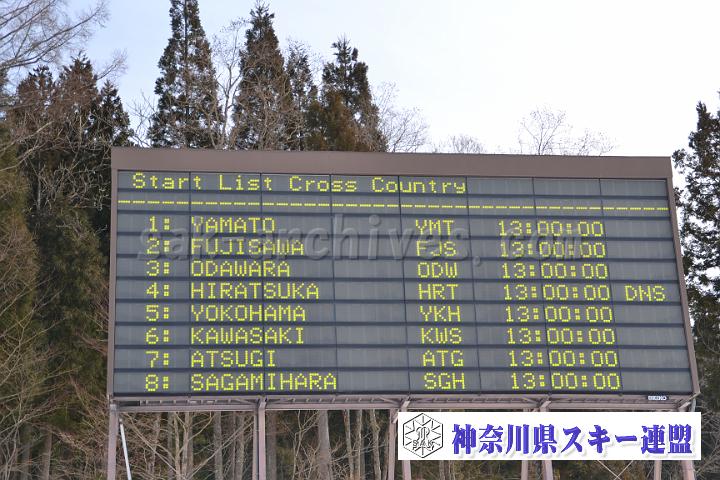 Start List Cross Country
1: YAMATO YMT 13:00:00
2: FUJISAWA FJS 13:00:00
3: ODAWARA ODW 13:00:00
4: HIRATSUKA HRT 13:00:00 DNS
5: YOKOHAMA YKH 13:00:00
6: KAWASAKI KWS 13:00:00
7: ATSUGI ATG 13:00:00
8: SAGAMIHARA SGH 13:00:00
SEIKO
神奈川県スキー連盟